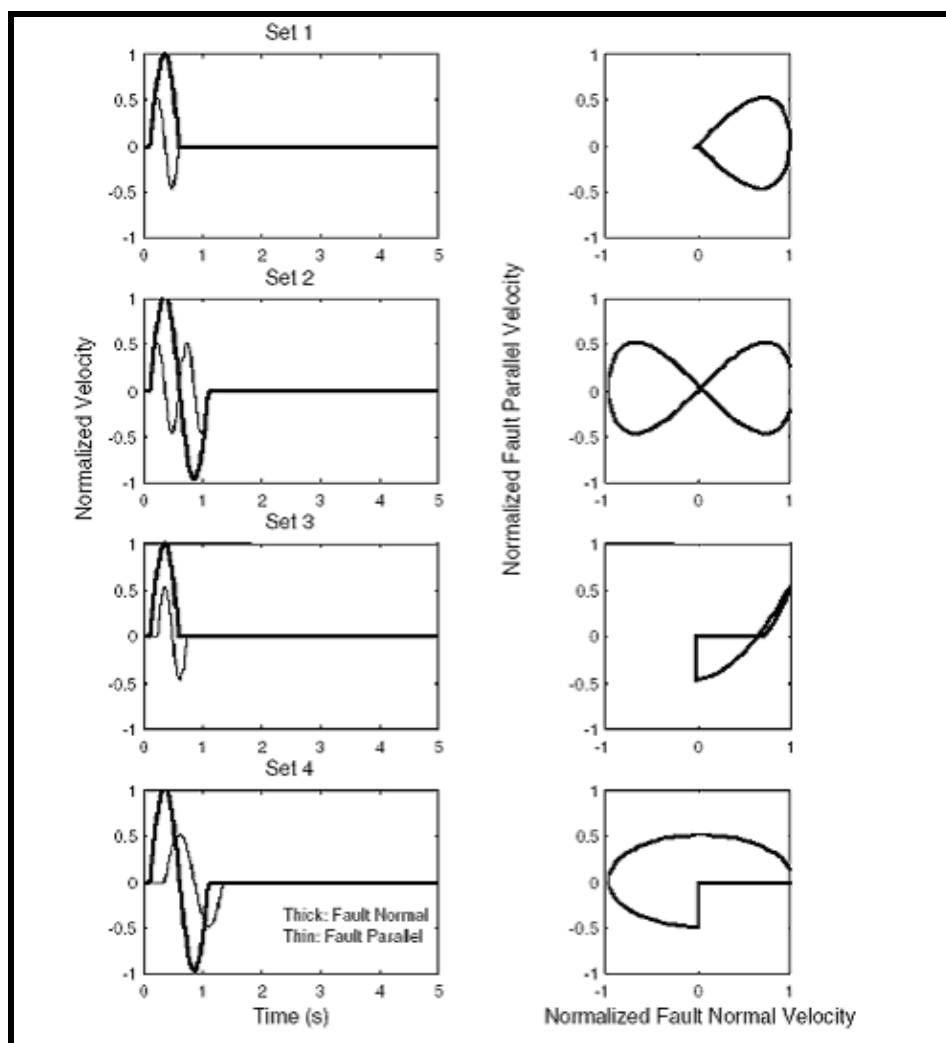 Set 1
1
0.5
0
-0.5
-1
0 1 2 3 4 5
1
0.5
0
-0.5
-1
-1 0 1
Set 2
1
0.5
0
-0.5
-1
0 1 2 3 4 5
1
0.5
0
-0.5
-1
-1 0 1
Set 3
1
0.5
0
-0.5
-1
0 1 2 3 4 5
1
0.5
0
-0.5
-1
-1 0 1
Set 4
1
0.5
0
-0.5
-1
0 1 2 3 4 5
Thick: Fault Normal
Thin: Fault Parallel
1
0.5
0
-0.5
-1
-1 0 1
Normalized Velocity
Normalized Fault Parallel Velocity
Time (s)
Normalized Fault Normal Velocity